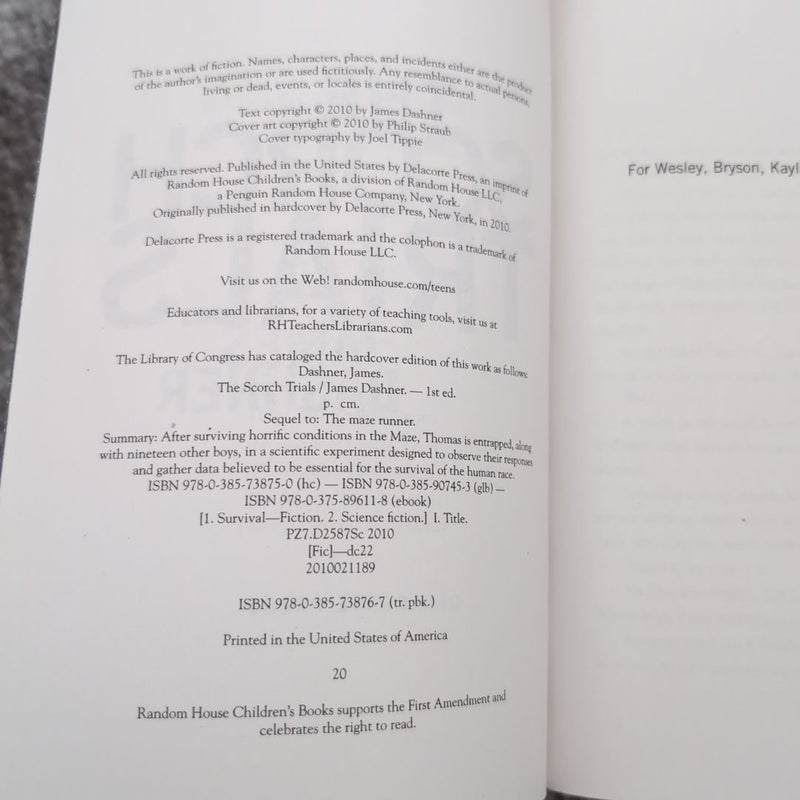 This is a work of fiction. Names, characters, places, and incidents either are the product
of the author's imagination or are used fictitiously. Any resemblance to actual persons,
living or dead, events, or locales is entirely coincidental.
Text copyright © 2010 by James Dashner
Cover art copyright © 2010 by Philip Straub
Cover typography by Joel Tippie
All rights reserved. Published in the United States by Delacorte Press, an imprint of
Random House Children's Books, a division of Random House LLC,
a Penguin Random House Company, New York.
Originally published in hardcover by Delacorte Press, New York, in 2010.
Delacorte Press is a registered trademark and the colophon is a trademark of
Random House LLC.
Visit us on the Web! randomhouse.com/teens
Educators and librarians, for a variety of teaching tools, visit us at
RHTeachersLibrarians.com
The Library of Congress has cataloged the hardcover edition of this work as follows:
Dashner, James.
The Scorch Trials / James Dashner. — 1st ed.
p. cm.
Sequel to: The maze runner.
Summary: After surviving horrific conditions in the Maze, Thomas is entrapped, along
with nineteen other boys, in a scientific experiment designed to observe their responses
and gather data believed to be essential for the survival of the human race.
ISBN 978-0-385-73875-0 (hc) — ISBN 978-0-385-90745-3 (glb) —
ISBN 978-0-375-89611-8 (ebook)
[1. Survival—Fiction. 2. Science fiction.] I. Title.
PZ7.D2587Sc 2010
[Fic]—dc22
2010021189
ISBN 978-0-385-73876-7 (tr. pbk.)
Printed in the United States of America
20
Random House Children's Books supports the First Amendment and
celebrates the right to read.
For Wesley, Bryson, Kayl